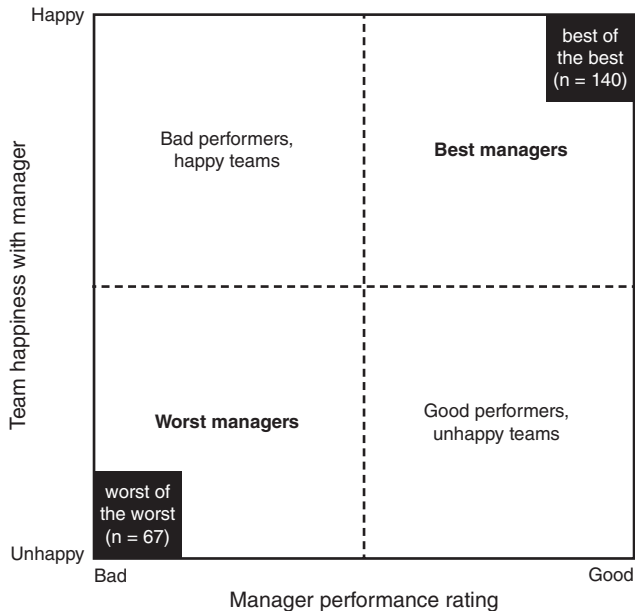 Happy
best of
the best
(n = 140)
Bad performers,
happy teams
Best managers
Team happiness with manager
Worst managers
Good performers,
unhappy teams
worst of
the worst
(n = 67)
Unhappy
Bad
Good
Manager performance rating